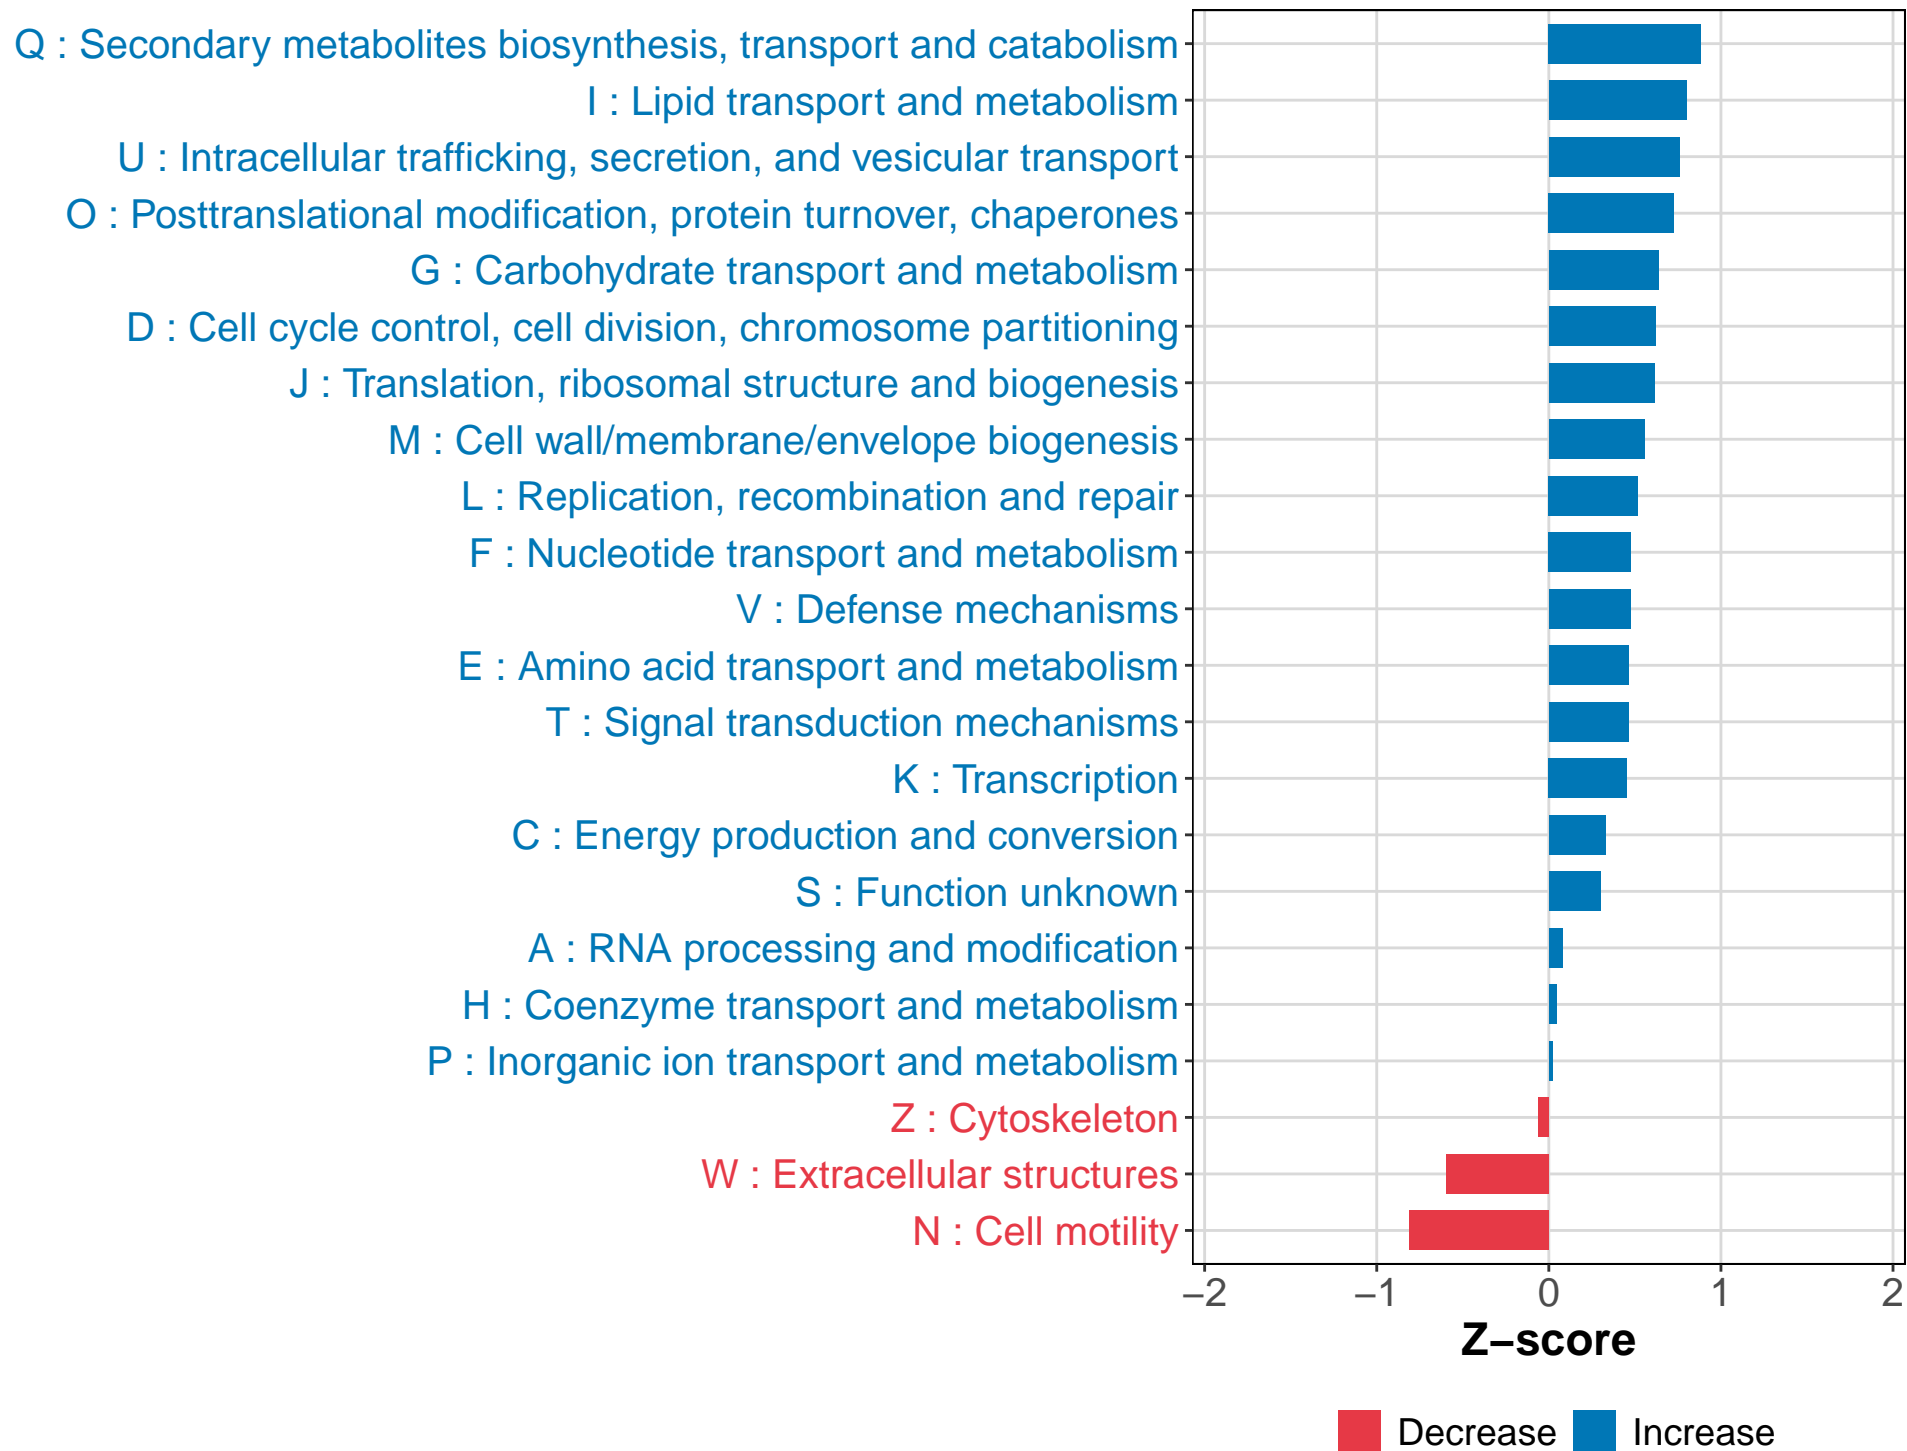 Q : Secondary metabolites biosynthesis, transport and catabolism
I : Lipid transport and metabolism
U : Intracellular trafficking, secretion, and vesicular transport
O : Posttranslational modification, protein turnover, chaperones
G : Carbohydrate transport and metabolism
D : Cell cycle control, cell division, chromosome partitioning
J : Translation, ribosomal structure and biogenesis
M : Cell wall/membrane/envelope biogenesis
L : Replication, recombination and repair
F : Nucleotide transport and metabolism
V : Defense mechanisms
E : Amino acid transport and metabolism
T : Signal transduction mechanisms
K : Transcription
C : Energy production and conversion
S : Function unknown
A : RNA processing and modification
H : Coenzyme transport and metabolism
P : Inorganic ion transport and metabolism
Z : Cytoskeleton
W : Extracellular structures
N : Cell motility
−2 −1 0 1 2
Z−score
Decrease Increase